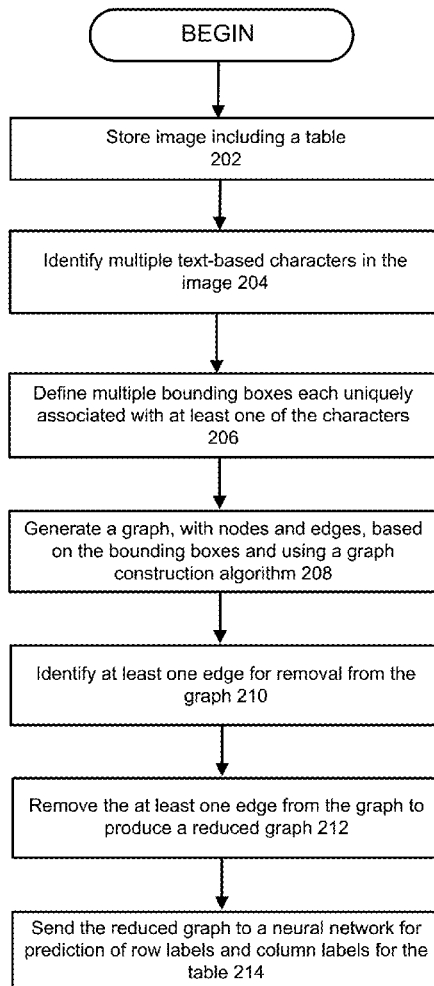 BEGIN
Store image including a table
202
Identify multiple text-based characters in the
image 204
Define multiple bounding boxes each uniquely
associated with at least one of the characters
206
Generate a graph, with nodes and edges, based
on the bounding boxes and using a graph
construction algorithm 208
Identify at least one edge for removal from the
graph 210
Remove the at least one edge from the graph to
produce a reduced graph 212
Send the reduced graph to a neural network for
prediction of row labels and column labels for the
table 214